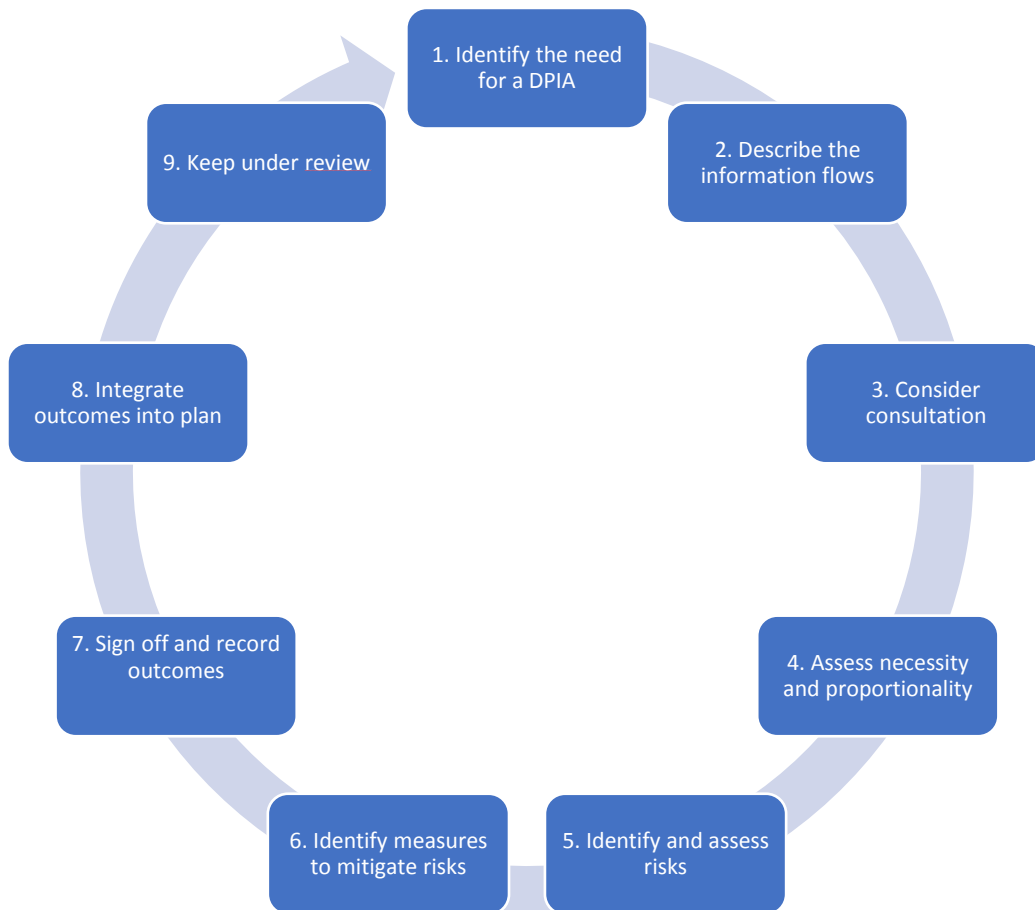 1. Identify the need
for a DPIA
2. Describe the
information flows
3. Consider
consultation
4. Assess necessity
and proportionality
5. Identify and assess
risks
6. Identify measures
to mitigate risks
7. Sign off and record
outcomes
8. Integrate
outcomes into plan
9. Keep under review